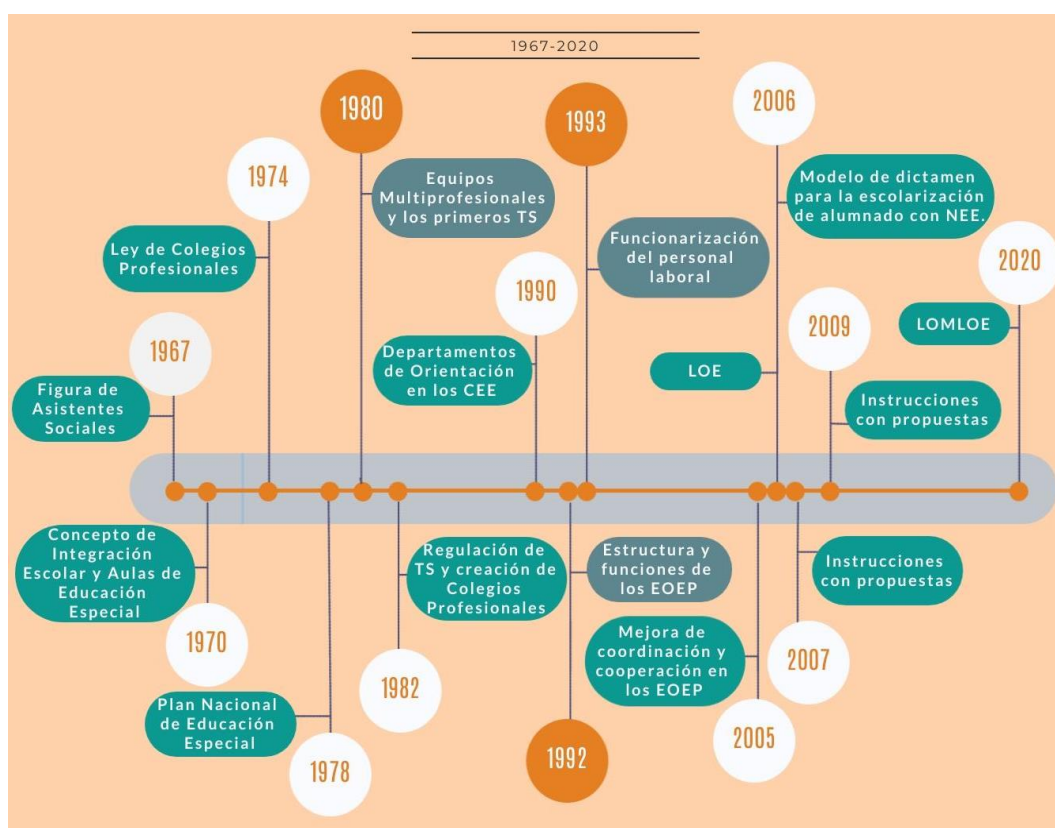 1967-2020
1967
Figura de
Asistentes
Sociales
1970
Concepto de
Integración
Escolar y Aulas de
Educación
Especial
1974
Ley de Colegios
Profesionales
1978
Plan Nacional
de Educación
Especial
1980
Equipos
Multiprofesionales
y los primeros TS
1982
Regulación de
TS y creación de
Colegios
Profesionales
1990
Departamentos
de Orientación
en los CEE
1992
Estructura y
funciones de
los EOEP
1993
Funcionarización
del personal
laboral
2005
Mejora de
coordinación y
cooperación en
los EOEP
2006
Modelo de dictamen
para la escolarización
de alumnado con NEE.
LOE
2007
Instrucciones
con propuestas
2009
Instrucciones
con propuestas
2020
LOMLOE